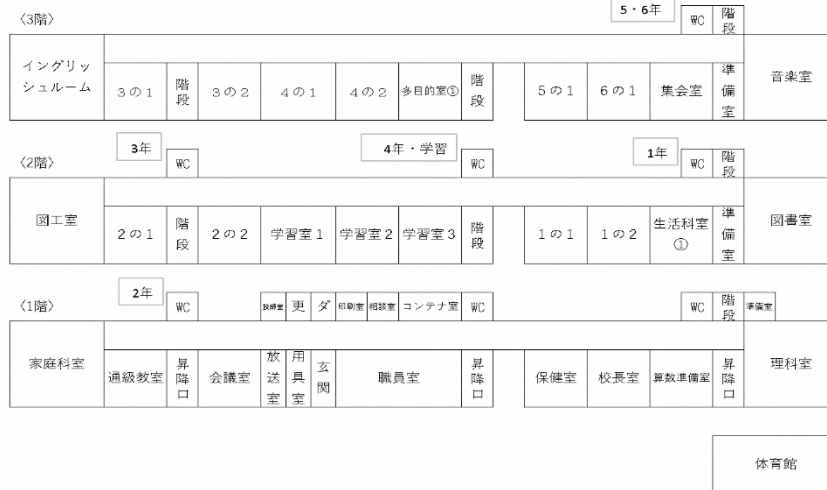 5・6年
〈3階〉
WC
階段
イングリッ
シュルーム
3の1
階段
3の2
4の1
4の2
多目的室①
階段
5の1
6の1
集会室
準備室
音楽室
3年
4年・学習
1年
〈2階〉
WC
WC
WC
階段
図工室
2の1
階段
2の2
学習室1
学習室2
学習室3
階段
1の1
1の2
生活科室
①
準備室
図書室
2年
〈1階〉
WC
更
ダ
印刷室
相談室
コンテナ室
WC
WC
階段
準備室
家庭科室
通級教室
昇降口
会議室
放送室
用具室
玄関
職員室
昇降口
保健室
校長室
算数準備室
昇降口
理科室
体育館